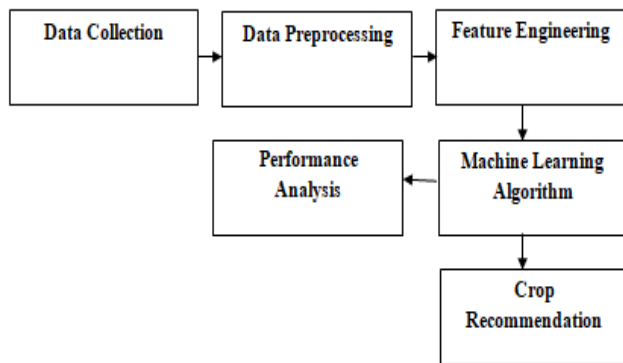 Data Collection
Data Preprocessing
Feature Engineering
Performance
Analysis
Machine Learning
Algorithm
Crop
Recommendation